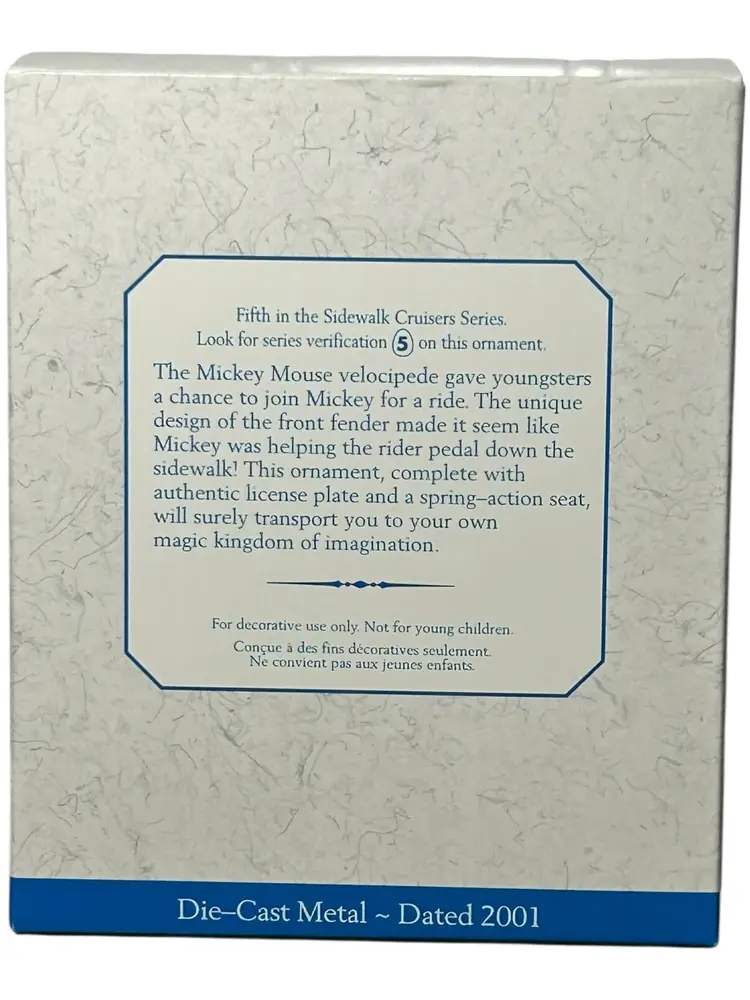 Fifth in the Sidewalk Cruisers Series.
Look for series verification 5 on this ornament.
The Mickey Mouse velocipede gave youngsters
a chance to join Mickey for a ride. The unique
design of the front fender made it seem like
Mickey was helping the rider pedal down the
sidewalk! This ornament, complete with
authentic license plate and a spring–action seat,
will surely transport you to your own
magic kingdom of imagination.
For decorative use only. Not for young children.
Conçue à des fins décoratives seulement.
Ne convient pas aux jeunes enfants.
Die–Cast Metal ~ Dated 2001